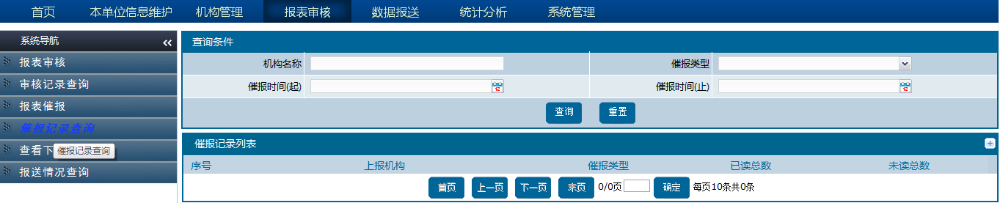 首页 本单位信息维护 机构管理 报表审核 数据报送 统计分析 系统管理
系统导航
报表审核
审核记录查询
报表催报
催报记录查询
查看下
催报记录查询
报送情况查询
查询条件
机构名称 催报类型
催报时间(起) 12 催报时间(止) 12
查询 重置
催报记录列表
序号 上报机构 催报类型 已读总数 未读总数
首页 上一页 下一页 末页 0/0页 确定 每页10条共0条